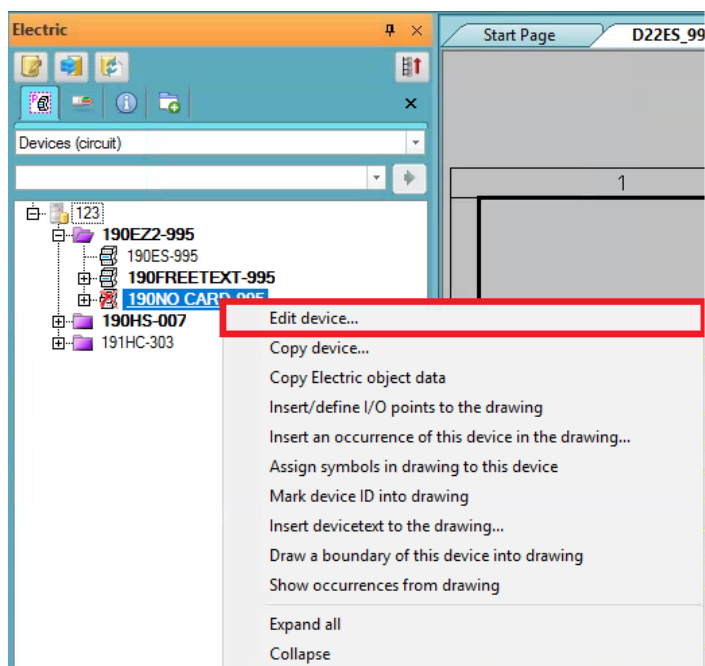 Electric
Start Page
D22ES_99
Devices (circuit)
1
123
190EZ2-995
190ES-995
190FREETEXT-995
190NO CARD-995
190HS-007
191HC-303
Edit device...
Copy device...
Copy Electric object data
Insert/define I/O points to the drawing
Insert an occurrence of this device in the drawing...
Assign symbols in drawing to this device
Mark device ID into drawing
Insert devicetext to the drawing...
Draw a boundary of this device into drawing
Show occurrences from drawing
Expand all
Collapse